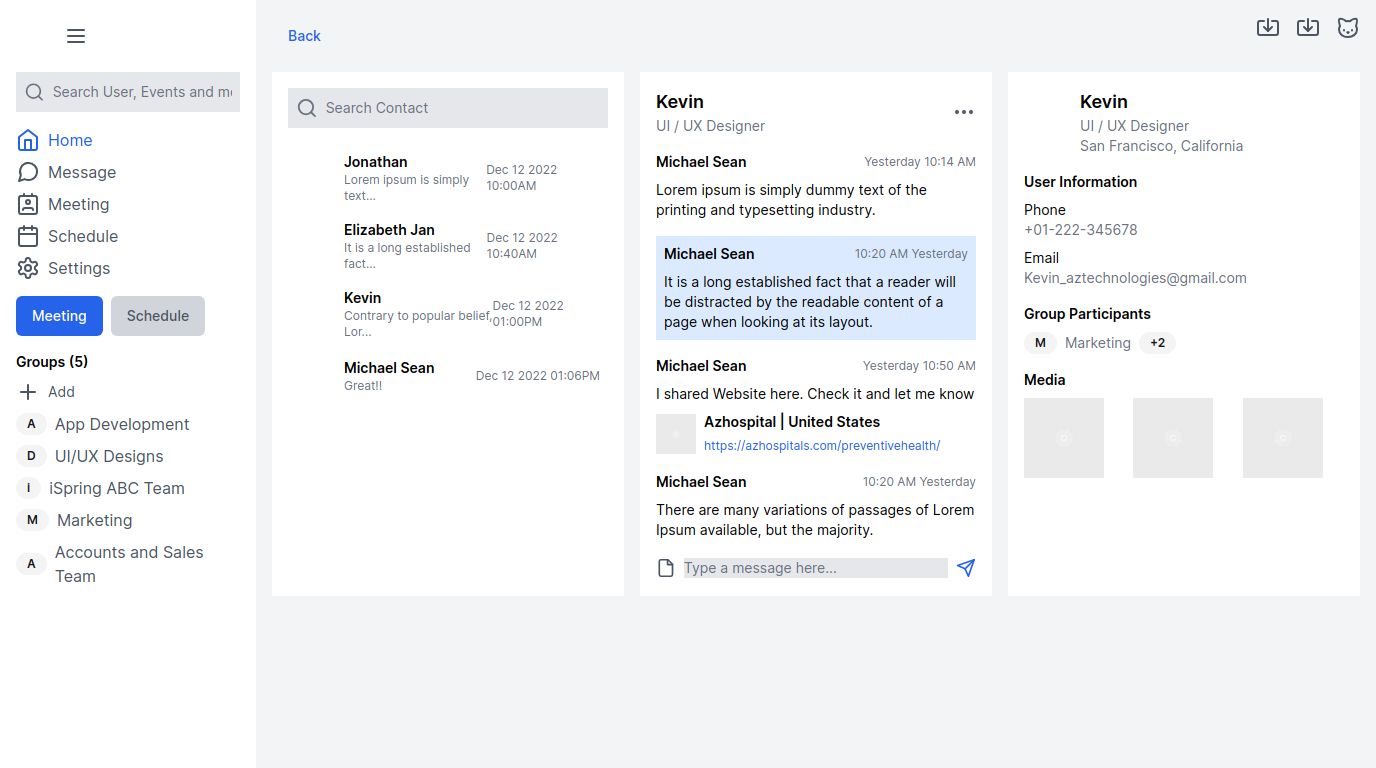 Back
Search User, Events and me
Home
Message
Meeting
Schedule
Settings
Meeting
Schedule
Groups (5)
Add
A App Development
D UI/UX Designs
i iSpring ABC Team
M Marketing
A Accounts and Sales
Team
Search Contact
Jonathan
Lorem ipsum is simply
text...
Dec 12 2022
10:00AM
Elizabeth Jan
It is a long established
fact...
Dec 12 2022
10:40AM
Kevin
Contrary to popular belief,
Lor...
Dec 12 2022
01:00PM
Michael Sean
Great!!
Dec 12 2022 01:06PM
Kevin
UI / UX Designer
Michael Sean Yesterday 10:14 AM
Lorem ipsum is simply dummy text of the
printing and typesetting industry.
Michael Sean 10:20 AM Yesterday
It is a long established fact that a reader will
be distracted by the readable content of a
page when looking at its layout.
Michael Sean Yesterday 10:50 AM
I shared Website here. Check it and let me know
Azhospital | United States
https://azhospitals.com/preventivehealth/
Michael Sean 10:20 AM Yesterday
There are many variations of passages of Lorem
Ipsum available, but the majority.
Type a message here...
Kevin
UI / UX Designer
San Francisco, California
User Information
Phone
+01-222-345678
Email
Kevin_aztechnologies@gmail.com
Group Participants
M Marketing +2
Media